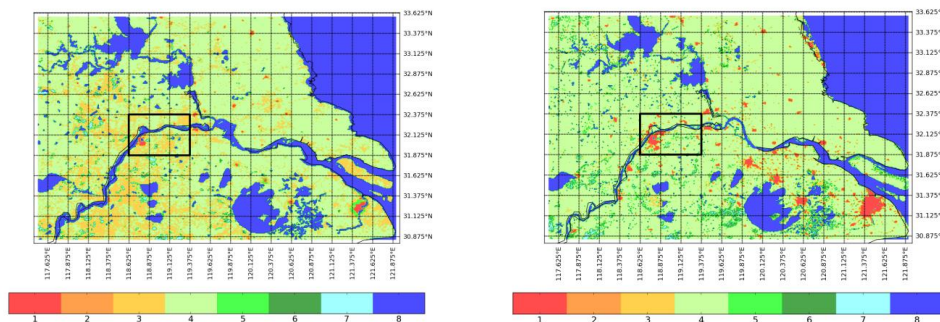 33.625°N
33.375°N
33.125°N
32.875°N
32.625°N
32.375°N
32.125°N
31.875°N
31.625°N
31.375°N
31.125°N
30.875°N
117.625°E
117.875°E
118.125°E
118.375°E
118.625°E
118.875°E
119.125°E
119.375°E
119.625°E
119.875°E
120.125°E
120.375°E
120.625°E
120.875°E
121.125°E
121.375°E
121.625°E
121.875°E
1 2 3 4 5 6 7 8
33.625°N
33.375°N
33.125°N
32.875°N
32.625°N
32.375°N
32.125°N
31.875°N
31.625°N
31.375°N
31.125°N
30.875°N
117.625°E
117.875°E
118.125°E
118.375°E
118.625°E
118.875°E
119.125°E
119.375°E
119.625°E
119.875°E
120.125°E
120.375°E
120.625°E
120.875°E
121.125°E
121.375°E
121.625°E
121.875°E
1 2 3 4 5 6 7 8